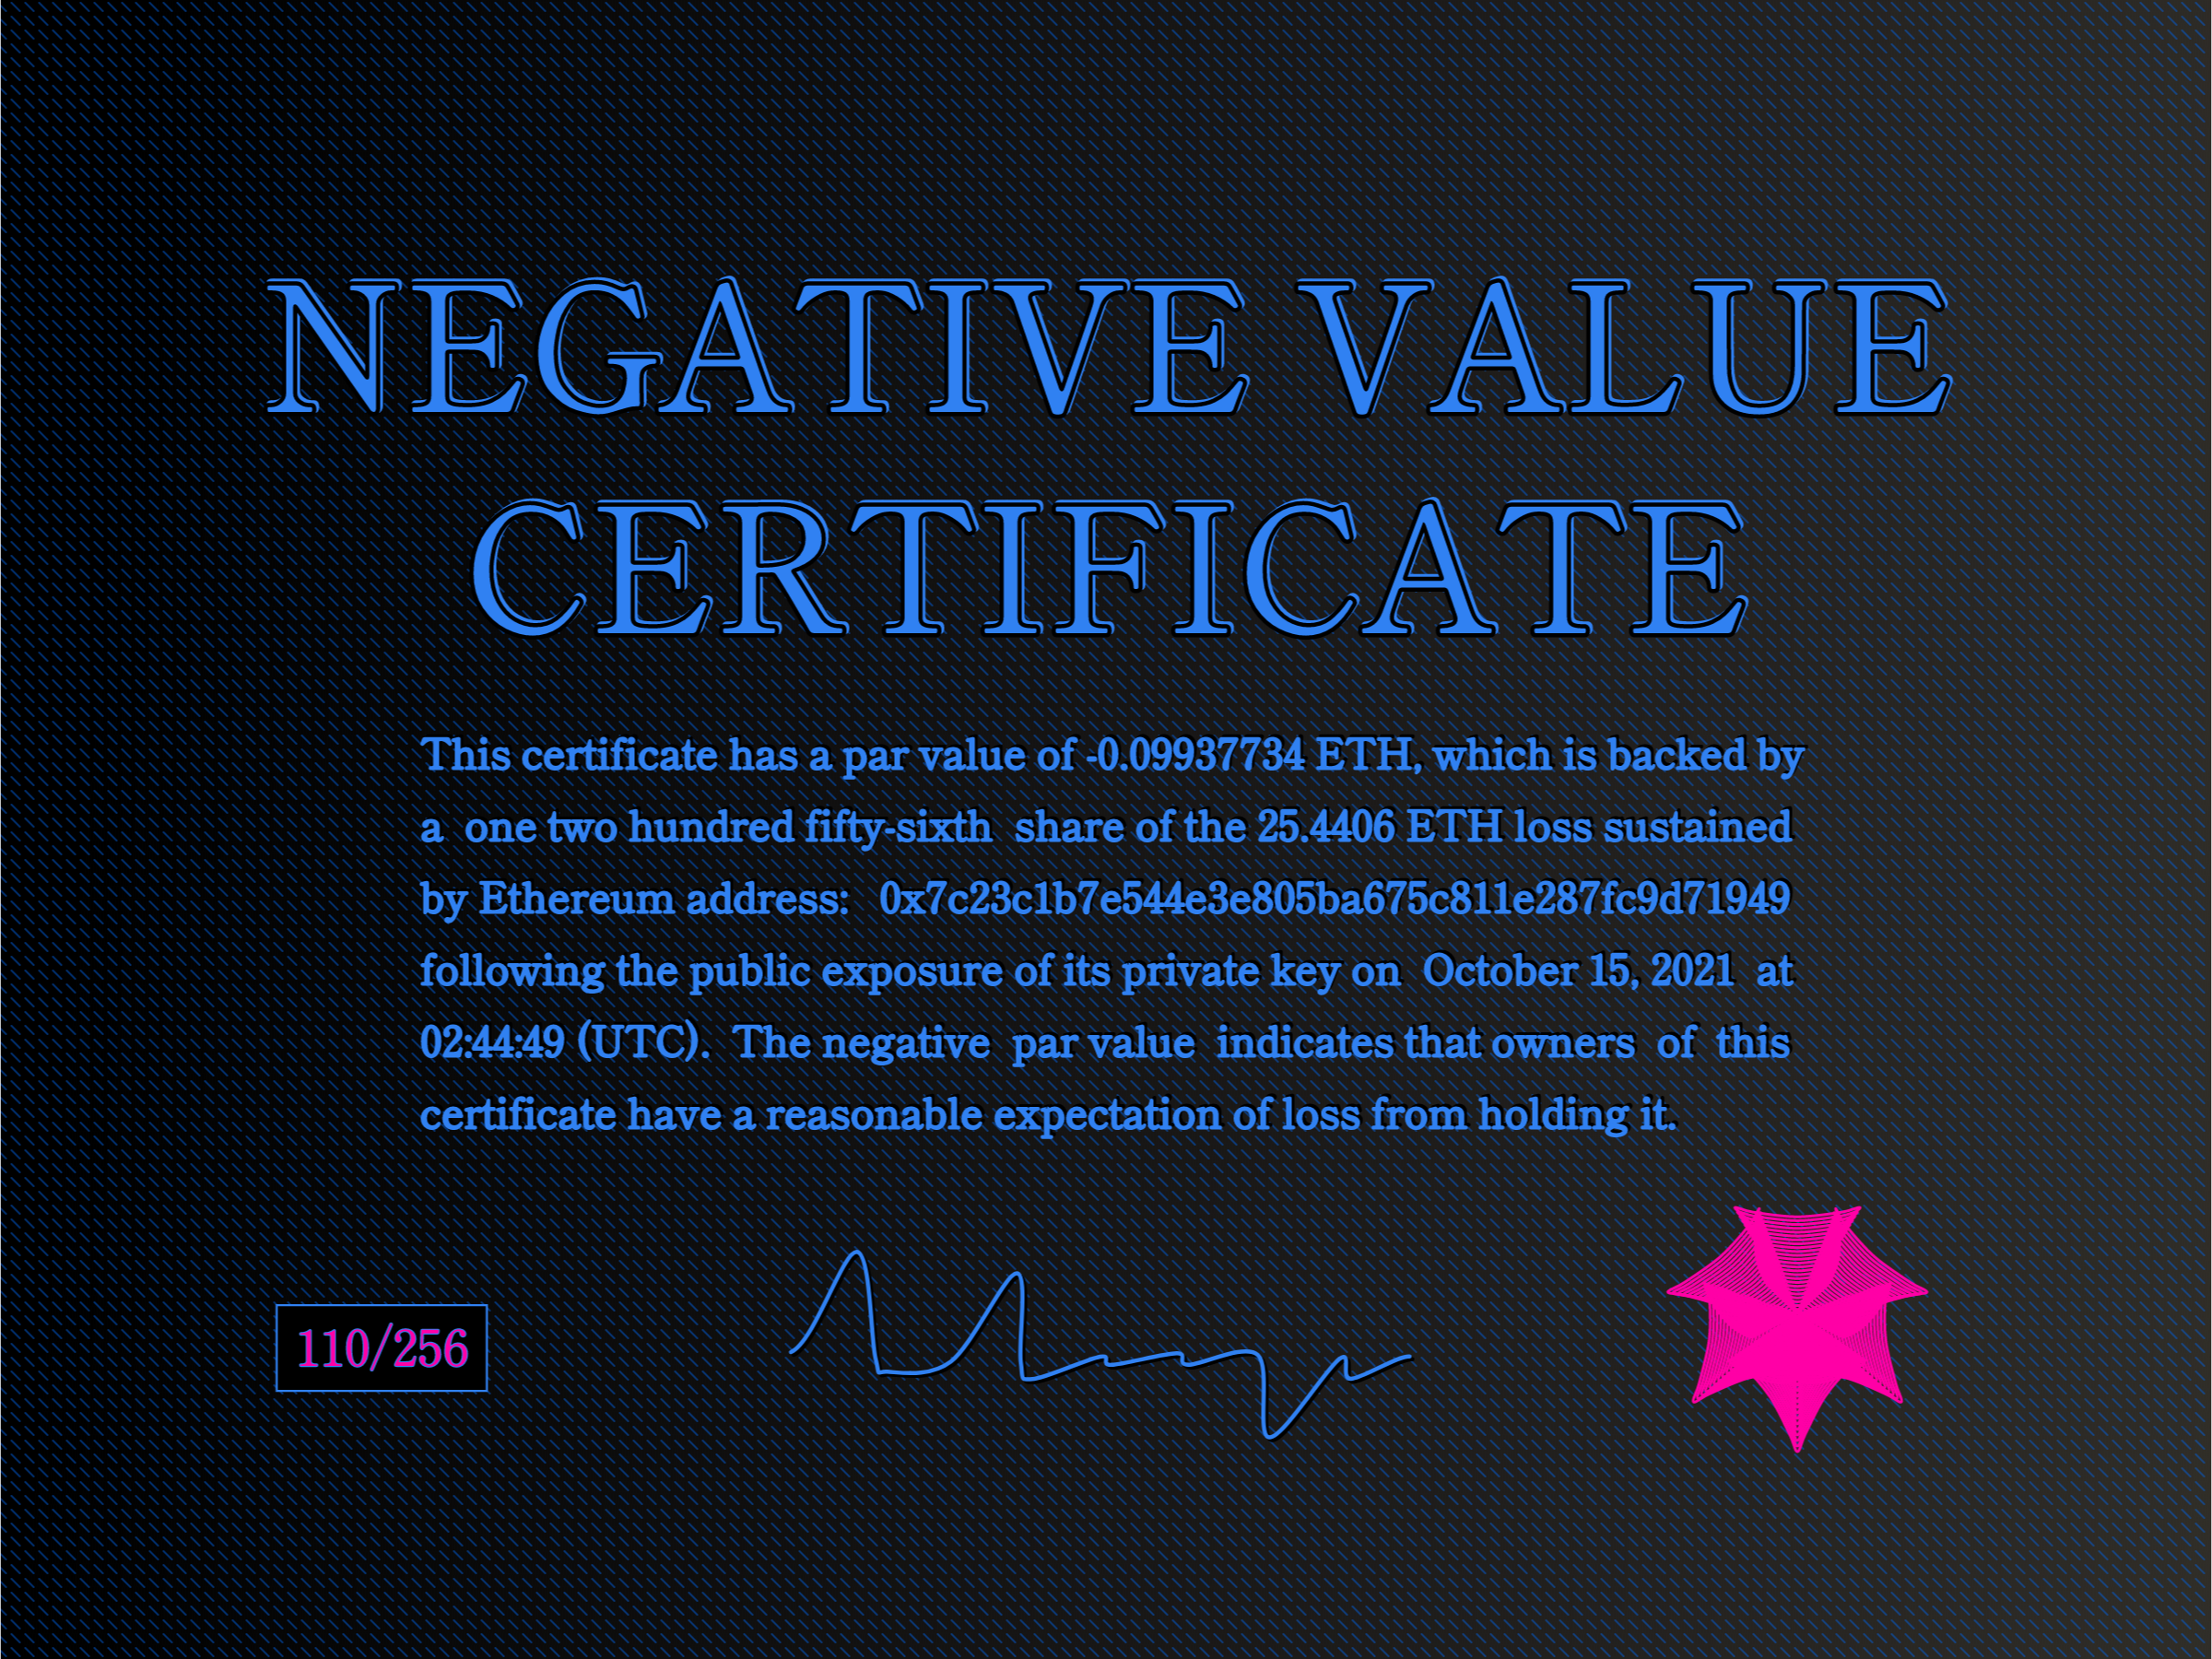 NEGATIVE VALUE
CERTIFICATE
This certificate has a par value of -0.09937734 ETH, which is backed by
a one two hundred fifty-sixth share of the 25.4406 ETH loss sustained
by Ethereum address: 0x7c23c1b7e544e3e805ba675c811e287fc9d71949
following the public exposure of its private key on October 15, 2021 at
02:44:49 (UTC). The negative par value indicates that owners of this
certificate have a reasonable expectation of loss from holding it.
110/256